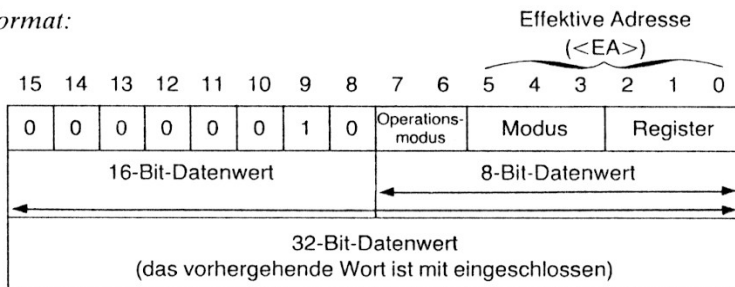 ormat:
Effektive Adresse
(<EA>)
15 14 13 12 11 10 9 8 7 6 5 4 3 2 1 0
0 0 0 0 0 0 1 0 Operations-
modus Modus Register
16-Bit-Datenwert 8-Bit-Datenwert
32-Bit-Datenwert
(das vorhergehende Wort ist mit eingeschlossen)